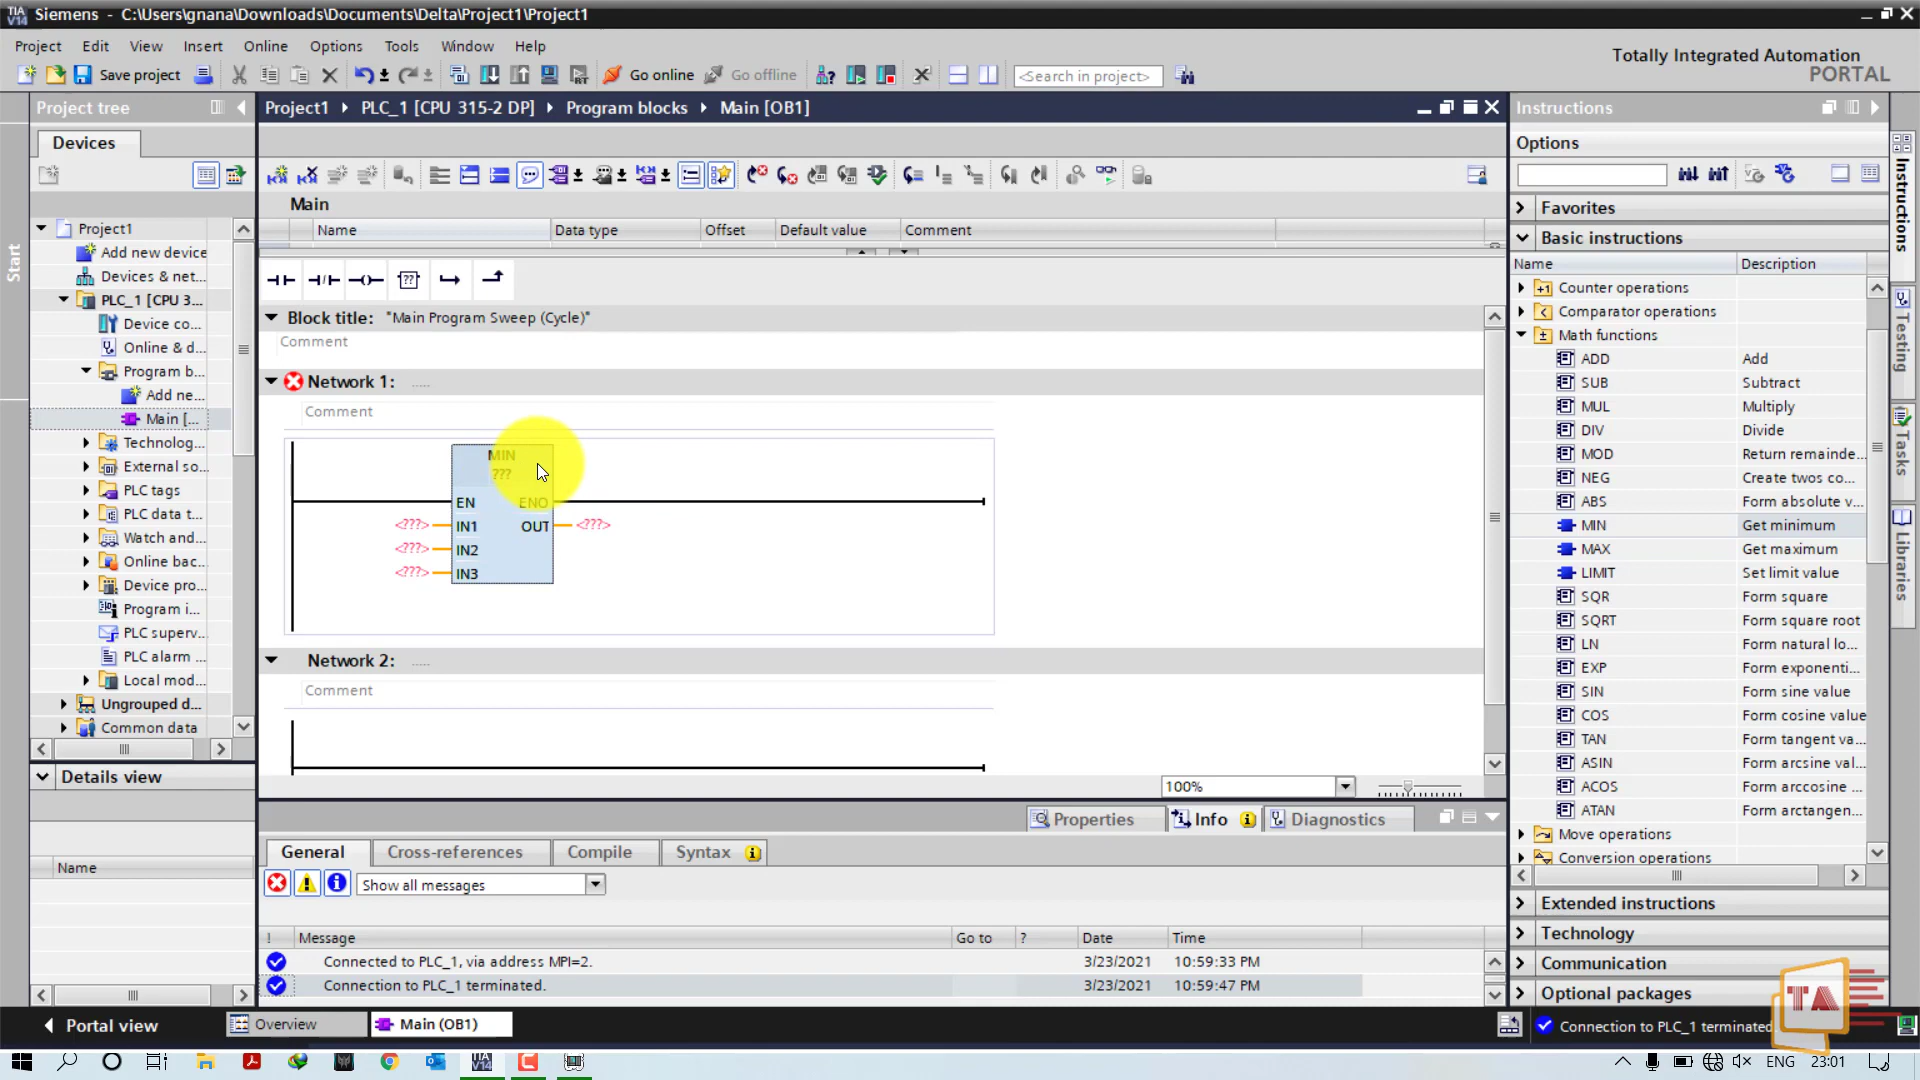 Siemens - C:\Users\gnana\Downloads\Documents\Delta\Project1\Project1
Project Edit View Insert Online Options Tools Window Help
Totally Integrated Automation
PORTAL
Save project Go online Go offline <Search in project>
Project tree
Devices
Project1
Add new device
Devices & net...
PLC_1 [CPU 3...
Device co...
Online & d...
Program b...
Add ne...
Main [...
Technolog...
External so...
PLC tags
PLC data t...
Watch and...
Online bac...
Device pro...
Program i...
PLC superv...
PLC alarm ...
Local mod...
Ungrouped d...
Common data
Details view
Name
Start
Project1 PLC_1 [CPU 315-2 DP] Program blocks Main [OB1]
Main
Name Data type Offset Default value Comment
??
Block title: "Main Program Sweep (Cycle)"
Comment
Network 1: .....
Comment
MIN
???
EN ENO
<???> IN1 OUT <???>
<???> IN2
<???> IN3
Network 2: .....
Comment
100%
Properties Info Diagnostics
General Cross-references Compile Syntax
Show all messages
! Message Go to ? Date Time
Connected to PLC_1, via address MPI=2. 3/23/2021 10:59:33 PM
Connection to PLC_1 terminated. 3/23/2021 10:59:47 PM
Instructions
Options
Favorites
Basic instructions
Name Description
Counter operations
Comparator operations
Math functions
ADD Add
SUB Subtract
MUL Multiply
DIV Divide
MOD Return remainde...
NEG Create twos co...
ABS Form absolute v...
MIN Get minimum
MAX Get maximum
LIMIT Set limit value
SQR Form square
SQRT Form square root
LN Form natural lo...
EXP Form exponenti...
SIN Form sine value
COS Form cosine value
TAN Form tangent va...
ASIN Form arcsine val...
ACOS Form arccosine ...
ATAN Form arctangen...
Move operations
Conversion operations
Extended instructions
Technology
Communication
Optional packages
Instructions
Testing
Tasks
Libraries
TA
Portal view Overview Main (OB1) Connection to PLC_1 terminated
ENG 23:01